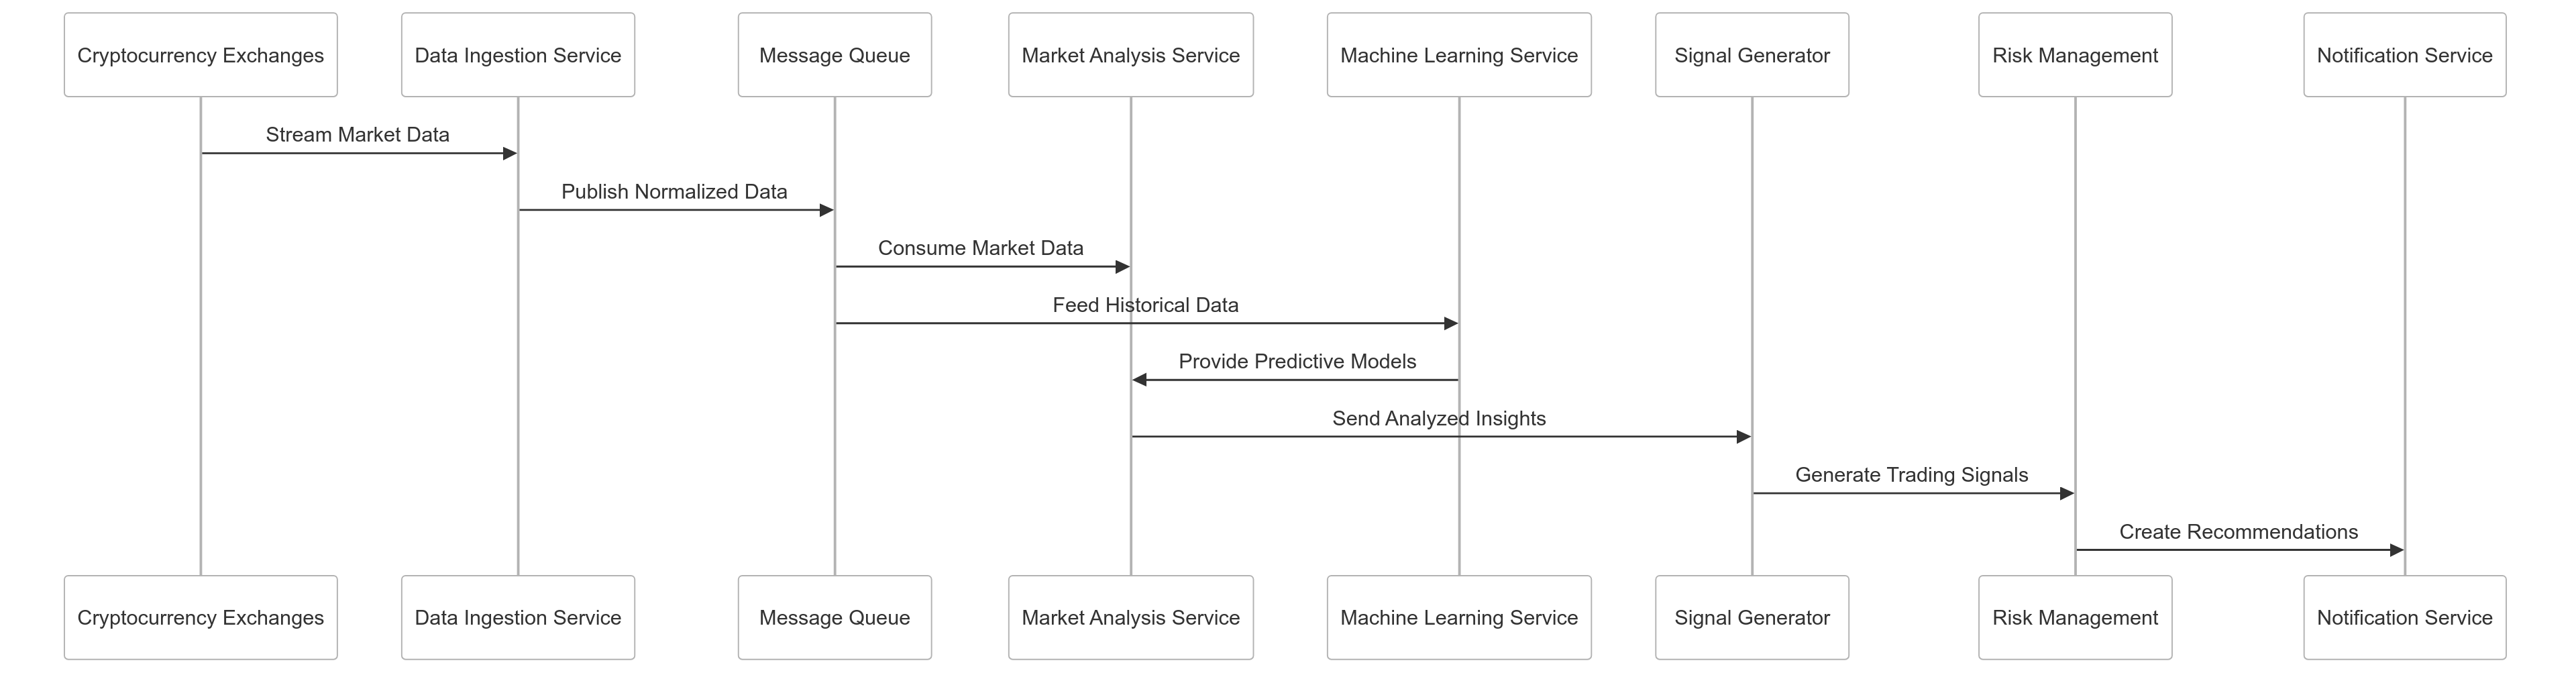 Cryptocurrency Exchanges
Data Ingestion Service
Message Queue
Market Analysis Service
Machine Learning Service
Signal Generator
Risk Management
Notification Service
Stream Market Data
Publish Normalized Data
Consume Market Data
Feed Historical Data
Provide Predictive Models
Send Analyzed Insights
Generate Trading Signals
Create Recommendations
Cryptocurrency Exchanges
Data Ingestion Service
Message Queue
Market Analysis Service
Machine Learning Service
Signal Generator
Risk Management
Notification Service